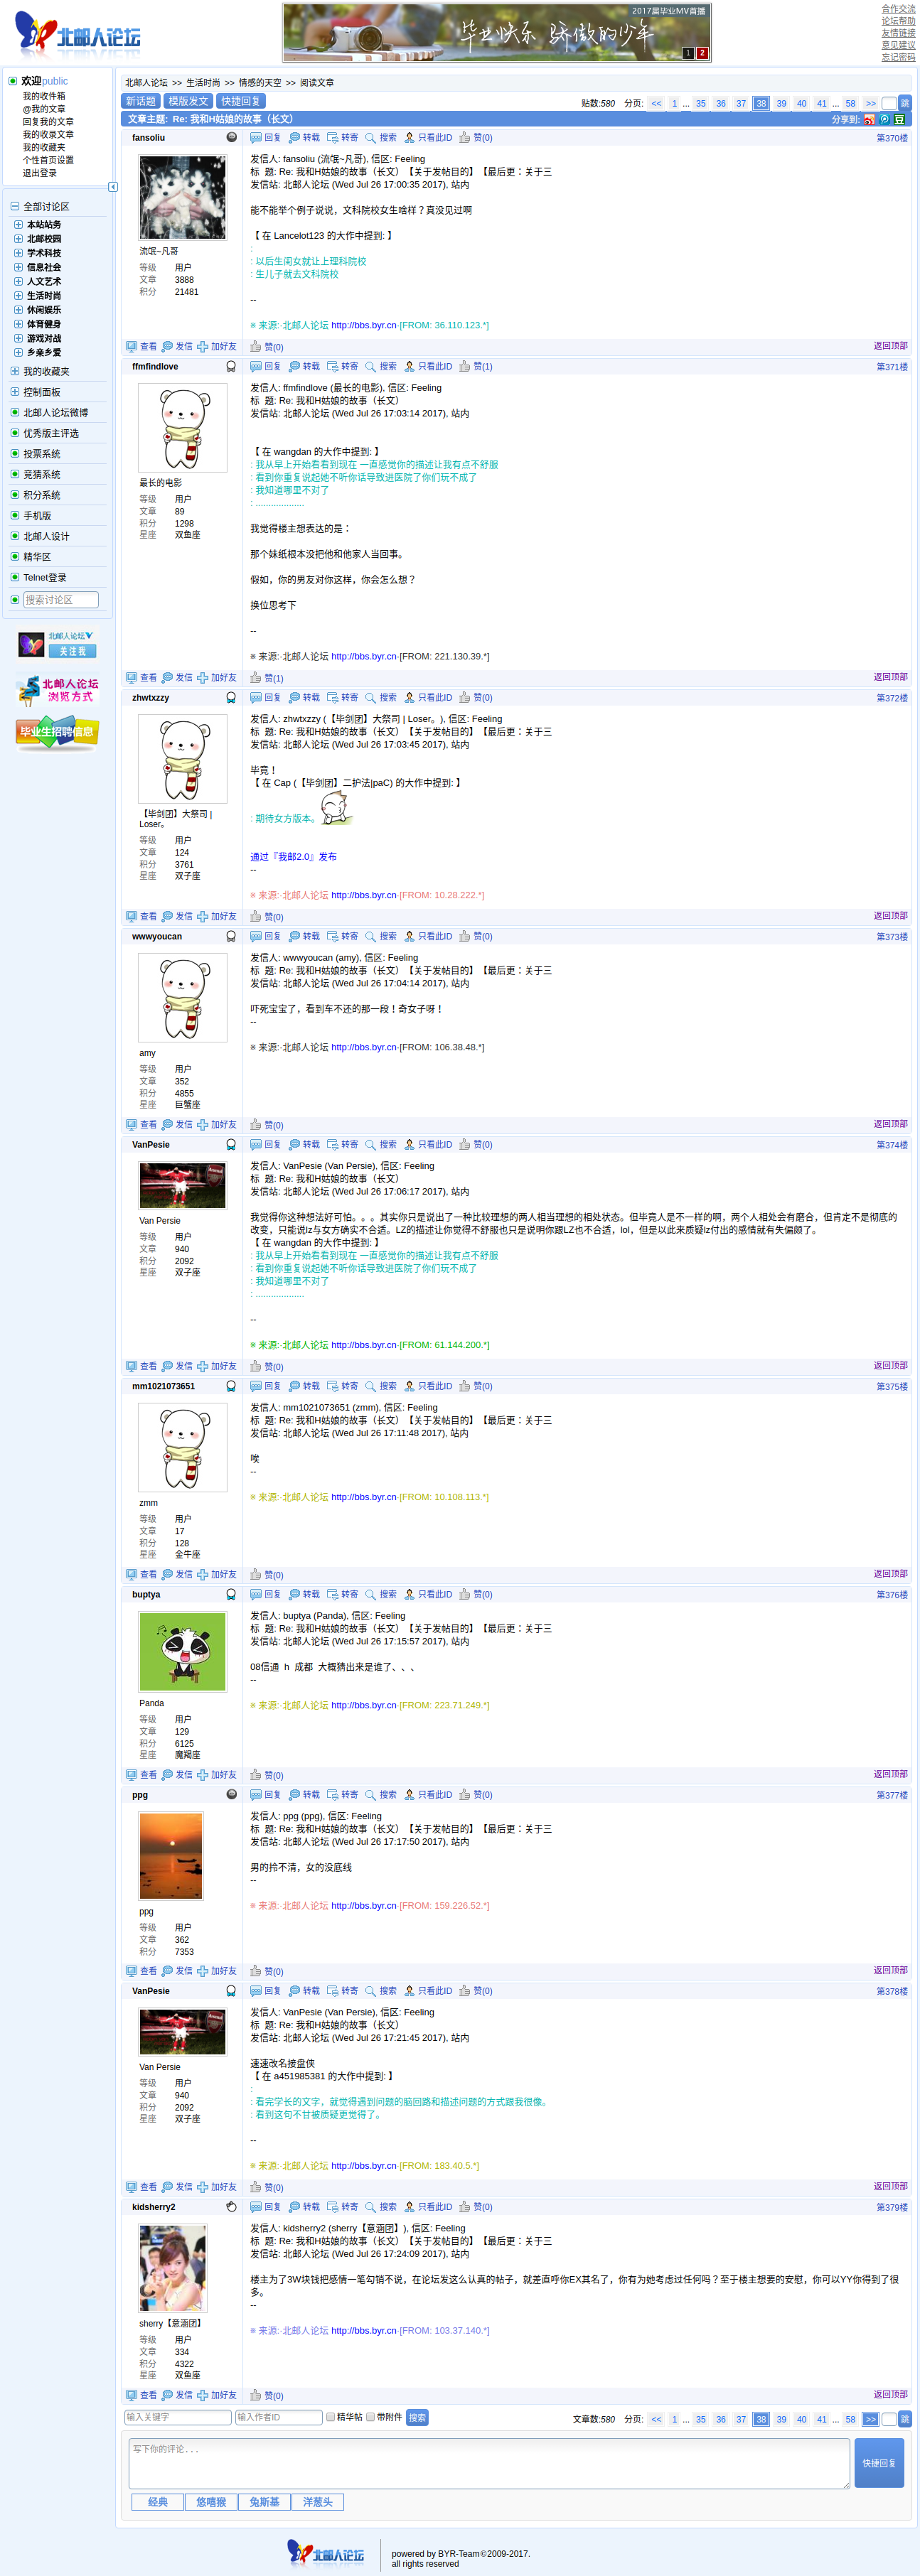 北邮人论坛
2017届毕业MV首播
毕业快乐 骄傲的少年
1 2
合作交流
论坛帮助
友情链接
意见建议
忘记密码
欢迎public
我的收件箱
@我的文章
回复我的文章
我的收录文章
我的收藏夹
个性首页设置
退出登录
全部讨论区
本站站务
北邮校园
学术科技
信息社会
人文艺术
生活时尚
休闲娱乐
体育健身
游戏对战
乡亲乡爱
我的收藏夹
控制面板
北邮人论坛微博
优秀版主评选
投票系统
竞猜系统
积分系统
手机版
北邮人设计
精华区
Telnet登录
搜索讨论区
北邮人论坛
关注我
北邮人论坛
浏览方式
毕业生招聘信息
北邮人论坛 >> 生活时尚 >> 情感的天空 >> 阅读文章
新话题 模版发文 快捷回复
贴数:580 分页: << 1 ... 35 36 37 38 39 40 41 ... 58 >> 跳
文章主题: Re: 我和H姑娘的故事（长文）
分享到: 豆
fansoliu 回复 转载 转寄 搜索 只看此ID 赞(0) 第370楼
流氓~凡哥
等级 用户
文章 3888
积分 21481
发信人: fansoliu (流氓~凡哥), 信区: Feeling
标 题: Re: 我和H姑娘的故事（长文）【关于发帖目的】【最后更：关于三
发信站: 北邮人论坛 (Wed Jul 26 17:00:35 2017), 站内
能不能举个例子说说，文科院校女生啥样？真没见过啊
【 在 Lancelot123 的大作中提到: 】
:
: 以后生闺女就让上理科院校
: 生儿子就去文科院校
--
※ 来源:·北邮人论坛 http://bbs.byr.cn·[FROM: 36.110.123.*]
查看 发信 加好友 赞(0) 返回顶部
ffmfindlove 回复 转载 转寄 搜索 只看此ID 赞(1) 第371楼
最长的电影
等级 用户
文章 89
积分 1298
星座 双鱼座
发信人: ffmfindlove (最长的电影), 信区: Feeling
标 题: Re: 我和H姑娘的故事（长文）
发信站: 北邮人论坛 (Wed Jul 26 17:03:14 2017), 站内
【 在 wangdan 的大作中提到: 】
: 我从早上开始看看到现在 一直感觉你的描述让我有点不舒服
: 看到你重复说起她不听你话导致进医院了你们玩不成了
: 我知道哪里不对了
: ...................
我觉得楼主想表达的是：
那个妹纸根本没把他和他家人当回事。
假如，你的男友对你这样，你会怎么想？
换位思考下
--
※ 来源:·北邮人论坛 http://bbs.byr.cn·[FROM: 221.130.39.*]
查看 发信 加好友 赞(1) 返回顶部
zhwtxzzy 回复 转载 转寄 搜索 只看此ID 赞(0) 第372楼
【毕剑团】大祭司 | Loser。
等级 用户
文章 124
积分 3761
星座 双子座
发信人: zhwtxzzy (【毕剑团】大祭司 | Loser。), 信区: Feeling
标 题: Re: 我和H姑娘的故事（长文）【关于发帖目的】【最后更：关于三
发信站: 北邮人论坛 (Wed Jul 26 17:03:45 2017), 站内
毕竟！
【 在 Cap (【毕剑团】二护法|paC) 的大作中提到: 】
: 期待女方版本。
通过『我邮2.0』发布
--
※ 来源:·北邮人论坛 http://bbs.byr.cn·[FROM: 10.28.222.*]
查看 发信 加好友 赞(0) 返回顶部
wwwyoucan 回复 转载 转寄 搜索 只看此ID 赞(0) 第373楼
amy
等级 用户
文章 352
积分 4855
星座 巨蟹座
发信人: wwwyoucan (amy), 信区: Feeling
标 题: Re: 我和H姑娘的故事（长文）【关于发帖目的】【最后更：关于三
发信站: 北邮人论坛 (Wed Jul 26 17:04:14 2017), 站内
吓死宝宝了，看到车不还的那一段！奇女子呀！
--
※ 来源:·北邮人论坛 http://bbs.byr.cn·[FROM: 106.38.48.*]
查看 发信 加好友 赞(0) 返回顶部
VanPesie 回复 转载 转寄 搜索 只看此ID 赞(0) 第374楼
Van Persie
等级 用户
文章 940
积分 2092
星座 双子座
发信人: VanPesie (Van Persie), 信区: Feeling
标 题: Re: 我和H姑娘的故事（长文）
发信站: 北邮人论坛 (Wed Jul 26 17:06:17 2017), 站内
我觉得你这种想法好可怕。。。其实你只是说出了一种比较理想的两人相当理想的相处状态。但毕竟人是不一样的啊，两个人相处会有磨合，但肯定不是彻底的
改变，只能说lz与女方确实不合适。LZ的描述让你觉得不舒服也只是说明你跟LZ也不合适，lol，当然你有权利保留意见。但是以此来质疑lz付出的感情就有失偏颇了。
【 在 wangdan 的大作中提到: 】
: 我从早上开始看看到现在 一直感觉你的描述让我有点不舒服
: 看到你重复说起她不听你话导致进医院了你们玩不成了
: 我知道哪里不对了
: ...................
--
※ 来源:·北邮人论坛 http://bbs.byr.cn·[FROM: 61.144.200.*]
查看 发信 加好友 赞(0) 返回顶部
mm1021073651 回复 转载 转寄 搜索 只看此ID 赞(0) 第375楼
zmm
等级 用户
文章 17
积分 128
星座 金牛座
发信人: mm1021073651 (zmm), 信区: Feeling
标 题: Re: 我和H姑娘的故事（长文）【关于发帖目的】【最后更：关于三
发信站: 北邮人论坛 (Wed Jul 26 17:11:48 2017), 站内
唉
--
※ 来源:·北邮人论坛 http://bbs.byr.cn·[FROM: 10.108.113.*]
查看 发信 加好友 赞(0) 返回顶部
buptya 回复 转载 转寄 搜索 只看此ID 赞(0) 第376楼
Panda
等级 用户
文章 129
积分 6125
星座 魔羯座
发信人: buptya (Panda), 信区: Feeling
标 题: Re: 我和H姑娘的故事（长文）【关于发帖目的】【最后更：关于三
发信站: 北邮人论坛 (Wed Jul 26 17:15:57 2017), 站内
08信通 h 成都 大概猜出来是谁了、、、
--
※ 来源:·北邮人论坛 http://bbs.byr.cn·[FROM: 223.71.249.*]
查看 发信 加好友 赞(0) 返回顶部
ppg 回复 转载 转寄 搜索 只看此ID 赞(0) 第377楼
ppg
等级 用户
文章 362
积分 7353
发信人: ppg (ppg), 信区: Feeling
标 题: Re: 我和H姑娘的故事（长文）【关于发帖目的】【最后更：关于三
发信站: 北邮人论坛 (Wed Jul 26 17:17:50 2017), 站内
男的拎不清，女的没底线
--
※ 来源:·北邮人论坛 http://bbs.byr.cn·[FROM: 159.226.52.*]
查看 发信 加好友 赞(0) 返回顶部
VanPesie 回复 转载 转寄 搜索 只看此ID 赞(0) 第378楼
Van Persie
等级 用户
文章 940
积分 2092
星座 双子座
发信人: VanPesie (Van Persie), 信区: Feeling
标 题: Re: 我和H姑娘的故事（长文）
发信站: 北邮人论坛 (Wed Jul 26 17:21:45 2017), 站内
速速改名接盘侠
【 在 a451985381 的大作中提到: 】
:
: 看完学长的文字，就觉得遇到问题的脑回路和描述问题的方式跟我很像。
: 看到这句不甘被质疑更觉得了。
--
※ 来源:·北邮人论坛 http://bbs.byr.cn·[FROM: 183.40.5.*]
查看 发信 加好友 赞(0) 返回顶部
kidsherry2 回复 转载 转寄 搜索 只看此ID 赞(0) 第379楼
sherry【意涵团】
等级 用户
文章 334
积分 4322
星座 双鱼座
发信人: kidsherry2 (sherry【意涵团】), 信区: Feeling
标 题: Re: 我和H姑娘的故事（长文）【关于发帖目的】【最后更：关于三
发信站: 北邮人论坛 (Wed Jul 26 17:24:09 2017), 站内
楼主为了3W块钱把感情一笔勾销不说，在论坛发这么认真的帖子，就差直呼你EX其名了，你有为她考虑过任何吗？至于楼主想要的安慰，你可以YY你得到了很
多。
--
※ 来源:·北邮人论坛 http://bbs.byr.cn·[FROM: 103.37.140.*]
查看 发信 加好友 赞(0) 返回顶部
输入关键字 输入作者ID 精华帖 带附件 搜索
文章数:580 分页: << 1 ... 35 36 37 38 39 40 41 ... 58 >> 跳
写下你的评论...
快捷回复
经典 悠嘻猴 兔斯基 洋葱头
北邮人论坛
powered by BYR-Team©2009-2017.
all rights reserved